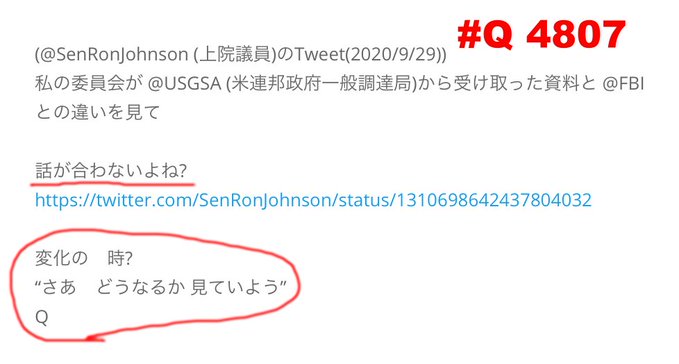 #Q 4807
(@SenRonJohnson (上院議員)のTweet(2020/9/29))
私の委員会が @USGSA (米連邦政府一般調達局)から受け取った資料と @FBI
との違いを見て
話が合わないよね?
https://twitter.com/SenRonJohnson/status/1310698642437804032
変化の　時?
“さあ　どうなるか 見ていよう”
Q